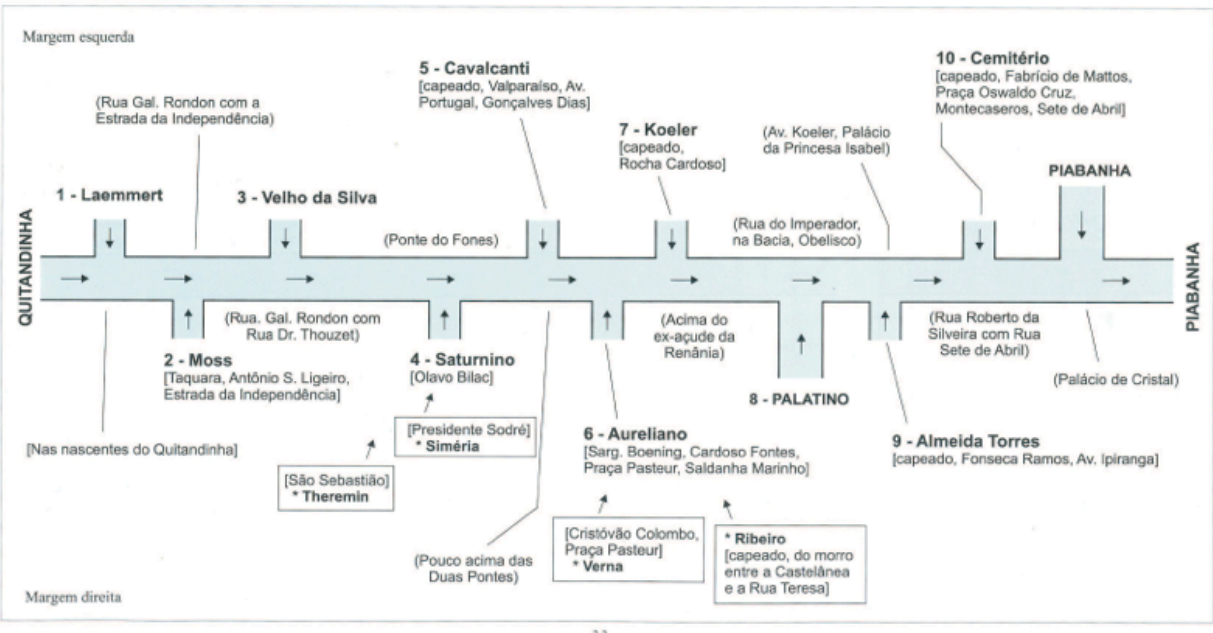 Margem esquerda
10 - Cemitério
[capeado, Fabrício de Mattos,
Praça Oswaldo Cruz,
Montecaseros, Sete de Abril]
5 - Cavalcanti
[capeado, Valparaíso, Av.
Portugal, Gonçalves Dias]
(Rua Gal. Rondon com a
Estrada da Independência)
7 - Koeler
[capeado,
Rocha Cardoso]
(Av. Koeler, Palácio
da Princesa Isabel)
PIABANHA
1 - Laemmert
3 - Velho da Silva
(Ponte do Fones)
(Rua do Imperador,
na Bacia, Obelisco)
QUITANDINHA
PIABANHA
(Rua. Gal. Rondon com
Rua Dr. Thouzet)
(Acima do
ex-açude da
Renânia)
(Rua Roberto da
Silveira com Rua
Sete de Abril)
2 - Moss
[Taquara, Antônio S. Ligeiro,
Estrada da Independência]
4 - Saturnino
[Olavo Bilac]
(Palácio de Cristal)
8 - PALATINO
[Presidente Sodré]
* Siméria
6 - Aureliano
[Sarg. Boening, Cardoso Fontes,
Praça Pasteur, Saldanha Marinho]
9 - Almeida Torres
[capeado, Fonseca Ramos, Av. Ipiranga]
[Nas nascentes do Quitandinha]
[São Sebastião]
* Theremin
[Cristóvão Colombo,
Praça Pasteur]
* Verna
* Ribeiro
[capeado, do morro
entre a Castelânea
e a Rua Teresa]
(Pouco acima das
Duas Pontes)
Margem direita